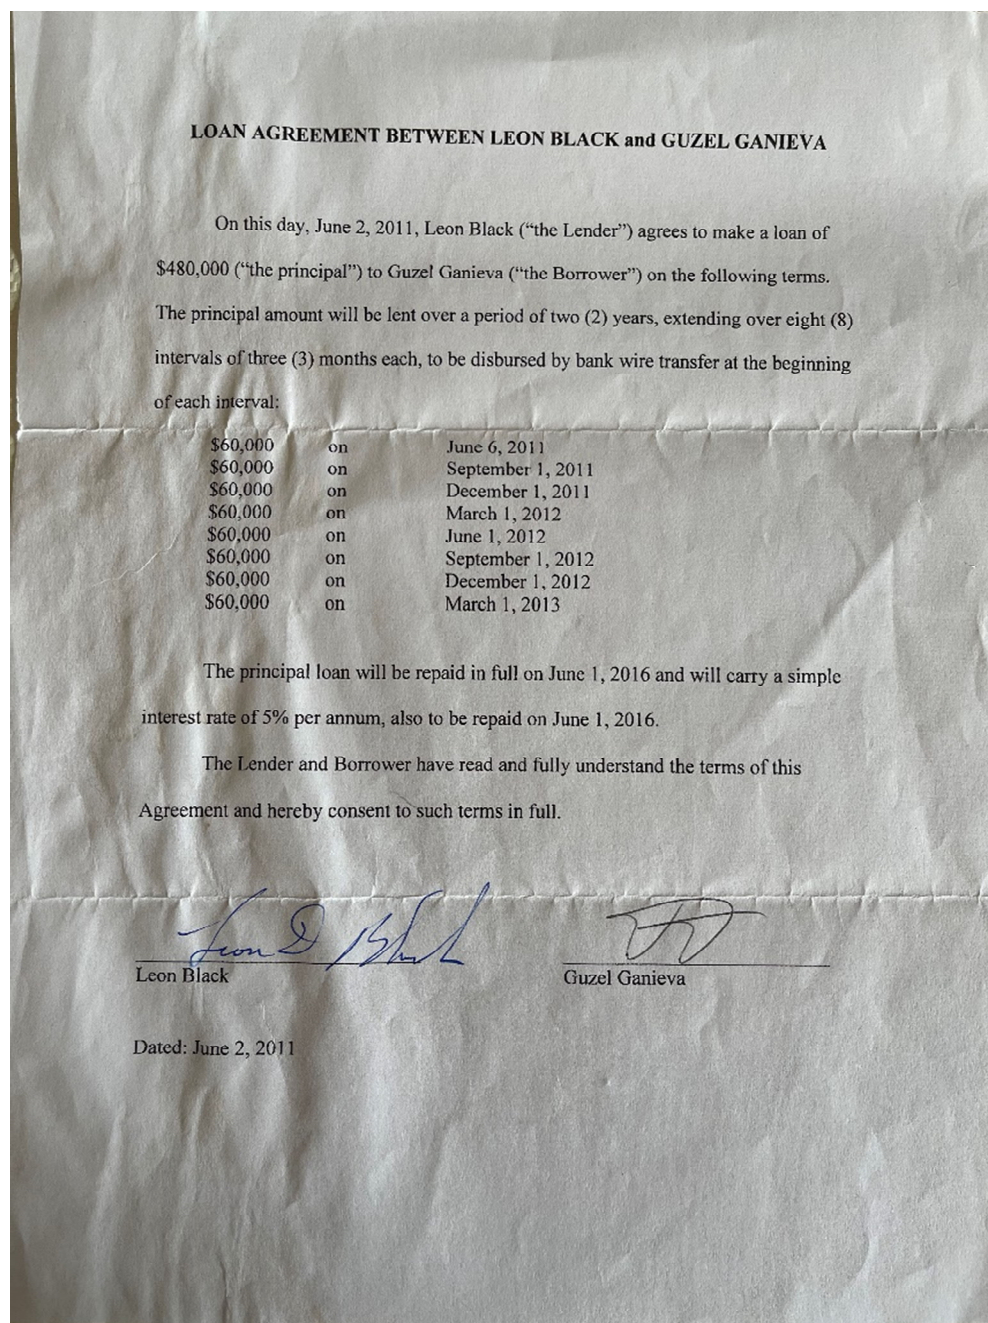 LOAN AGREEMENT BETWEEN LEON BLACK and GUZEL GANIEVA
On this day, June 2, 2011, Leon Black (“the Lender”) agrees to make a loan of
$480,000 (“the principal”) to Guzel Ganieva (“the Borrower”) on the following terms.
The principal amount will be lent over a period of two (2) years, extending over eight (8)
intervals of three (3) months each, to be disbursed by bank wire transfer at the beginning
of each interval:
$60,000 on June 6, 2011
$60,000 on September 1, 2011
$60,000 on December 1, 2011
$60,000 on March 1, 2012
$60,000 on June 1, 2012
$60,000 on September 1, 2012
$60,000 on December 1, 2012
$60,000 on March 1, 2013
The principal loan will be repaid in full on June 1, 2016 and will carry a simple
interest rate of 5% per annum, also to be repaid on June 1, 2016.
The Lender and Borrower have read and fully understand the terms of this
Agreement and hereby consent to such terms in full.
Leon D Black
Leon Black Guzel Ganieva
Dated: June 2, 2011